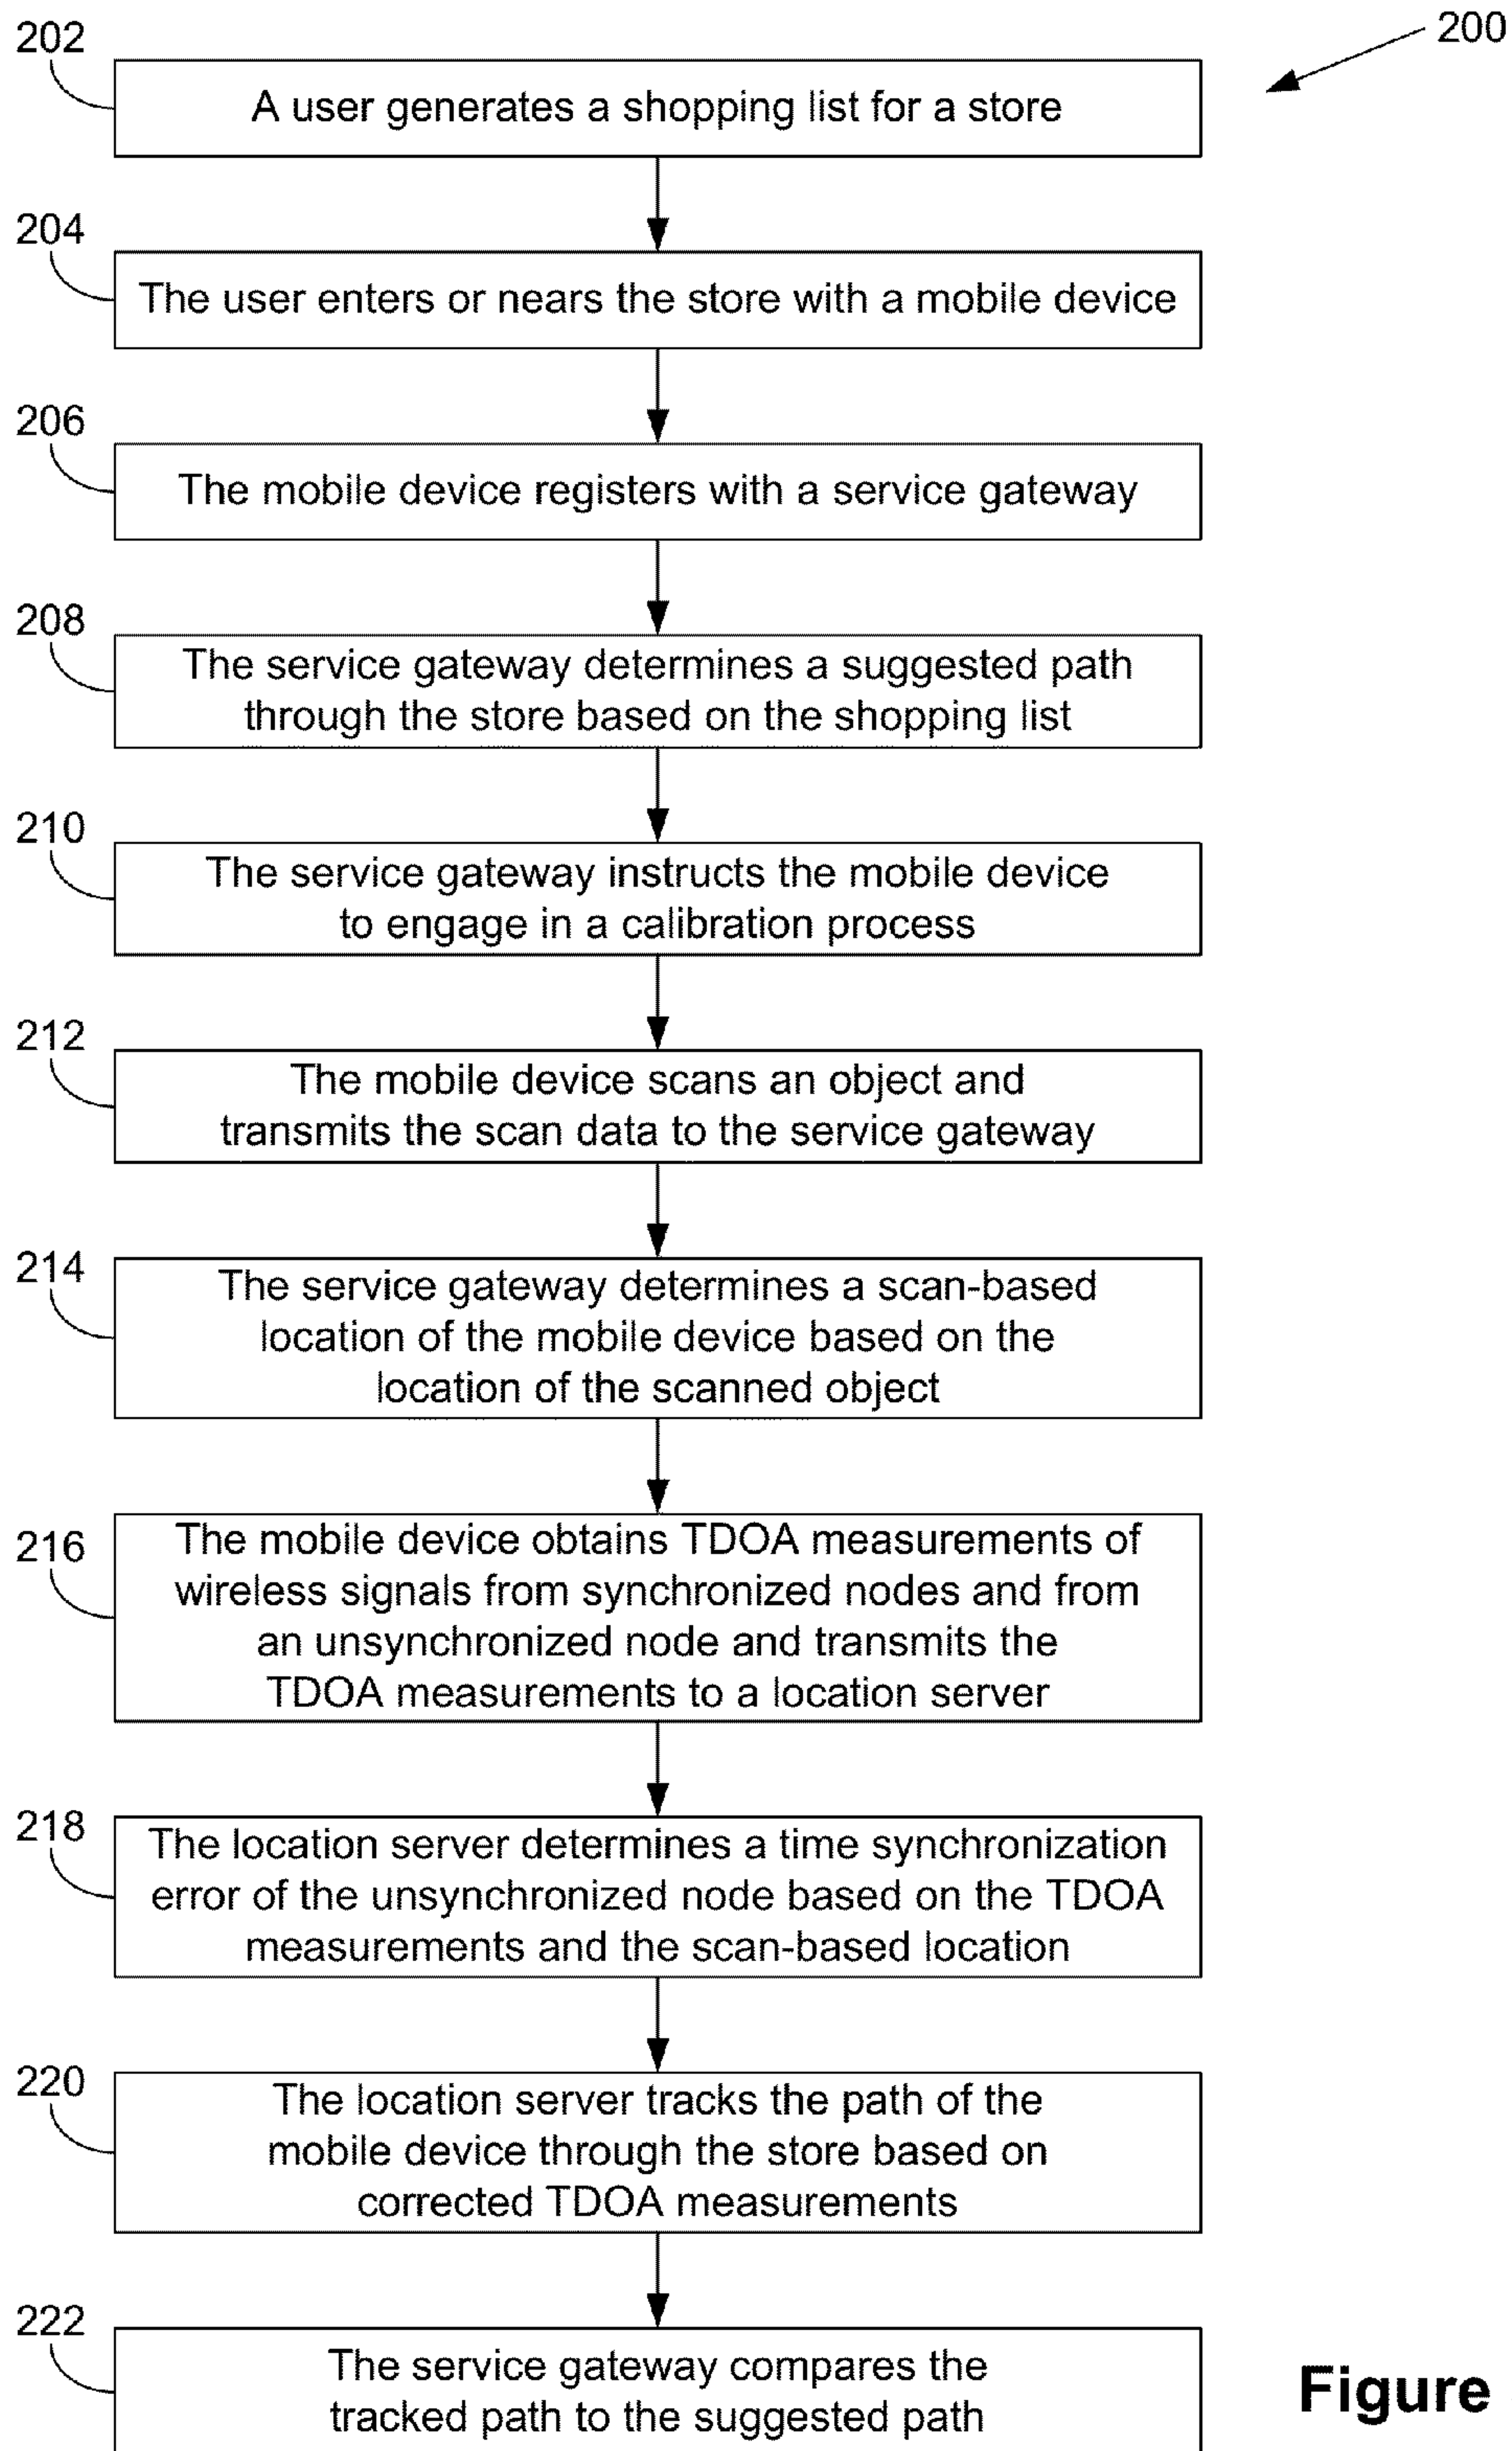 200
202
A user generates a shopping list for a store
204
The user enters or nears the store with a mobile device
206
The mobile device registers with a service gateway
208
The service gateway determines a suggested path
through the store based on the shopping list
210
The service gateway instructs the mobile device
to engage in a calibration process
212
The mobile device scans an object and
transmits the scan data to the service gateway
214
The service gateway determines a scan-based
location of the mobile device based on the
location of the scanned object
216
The mobile device obtains TDOA measurements of
wireless signals from synchronized nodes and from
an unsynchronized node and transmits the
TDOA measurements to a location server
218
The location server determines a time synchronization
error of the unsynchronized node based on the TDOA
measurements and the scan-based location
220
The location server tracks the path of the
mobile device through the store based on
corrected TDOA measurements
222
The service gateway compares the
tracked path to the suggested path
Figure